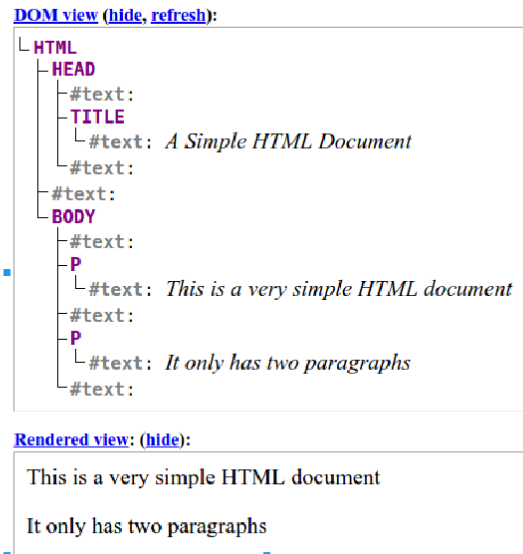 DOM view (hide, refresh):
HTML
HEAD
#text:
TITLE
#text: A Simple HTML Document
#text:
#text:
BODY
#text:
P
#text: This is a very simple HTML document
#text:
P
#text: It only has two paragraphs
#text:
Rendered view: (hide):
This is a very simple HTML document
It only has two paragraphs